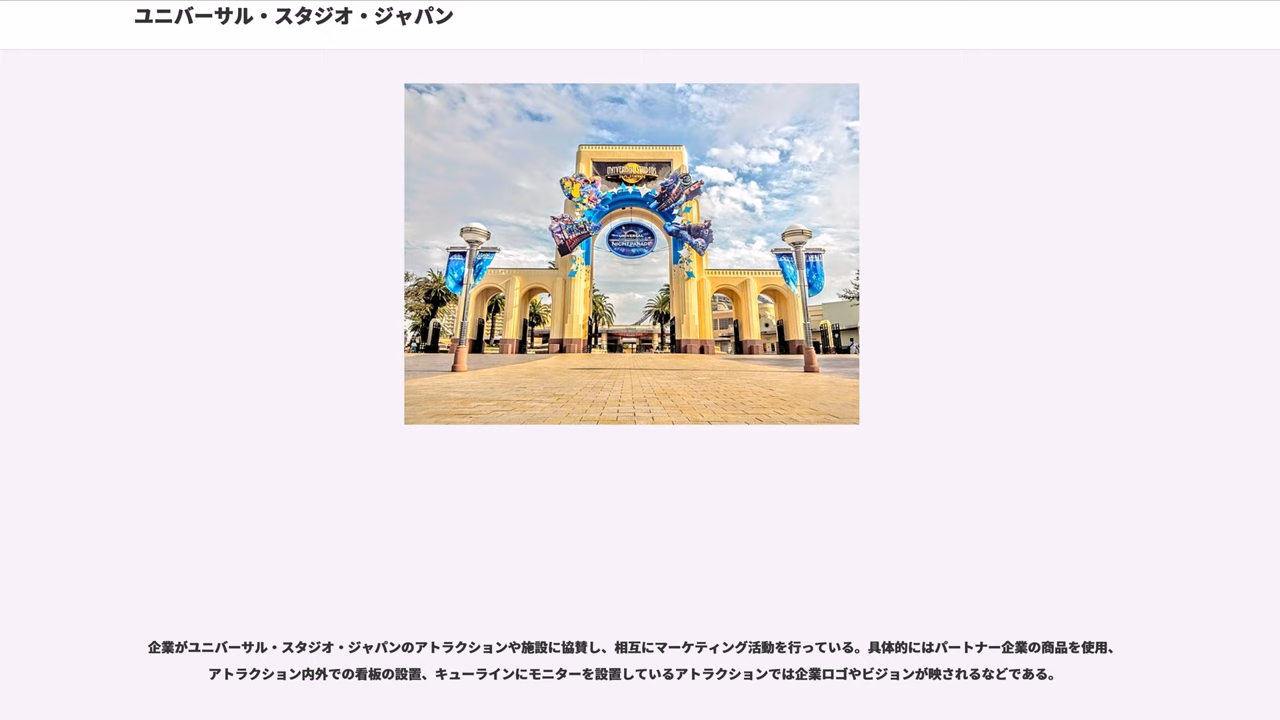 ユニバーサル・スタジオ・ジャパン
UNIVERSAL STUDIOS
UNIVERSAL
NIGHT PARADE
企業がユニバーサル・スタジオ・ジャパンのアトラクションや施設に協賛し、相互にマーケティング活動を行っている。具体的にはパートナー企業の商品を使用、
アトラクション内外での看板の設置、キューラインにモニターを設置しているアトラクションでは企業ロゴやビジョンが映されるなどである。